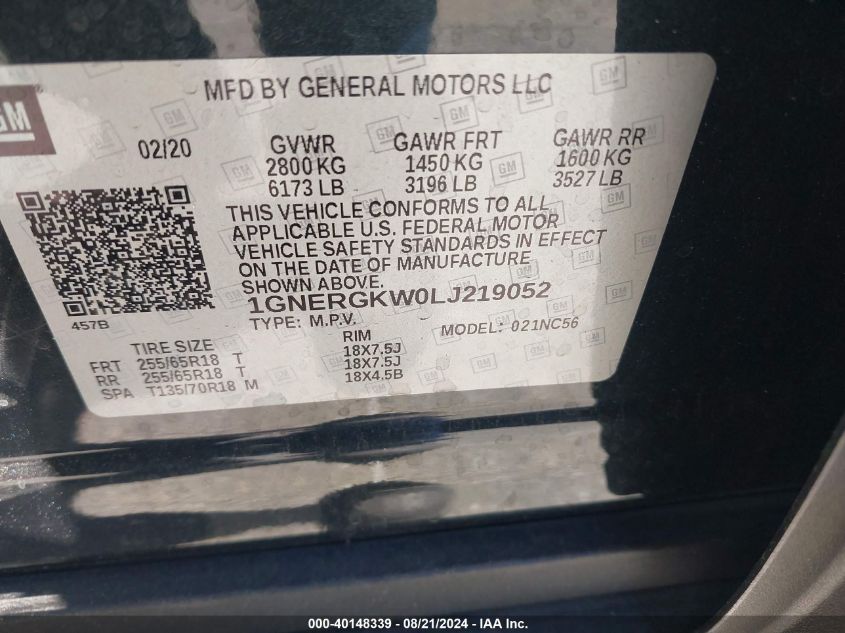 GM
MFD BY GENERAL MOTORS LLC
02/20
GVWR GAWR FRT GAWR RR
2800 KG 1450 KG 1600 KG
6173 LB 3196 LB 3527 LB
THIS VEHICLE CONFORMS TO ALL
APPLICABLE U.S. FEDERAL MOTOR
VEHICLE SAFETY STANDARDS IN EFFECT
ON THE DATE OF MANUFACTURE
SHOWN ABOVE.
1GNERGKW0LJ219052
457B
TYPE: M.P.V. MODEL: 021NC56
TIRE SIZE RIM
FRT 255/65R18 T 18X7.5J
RR 255/65R18 T 18X7.5J
SPA T135/70R18 M 18X4.5B
000-40148339 - 08/21/2024 - IAA Inc.